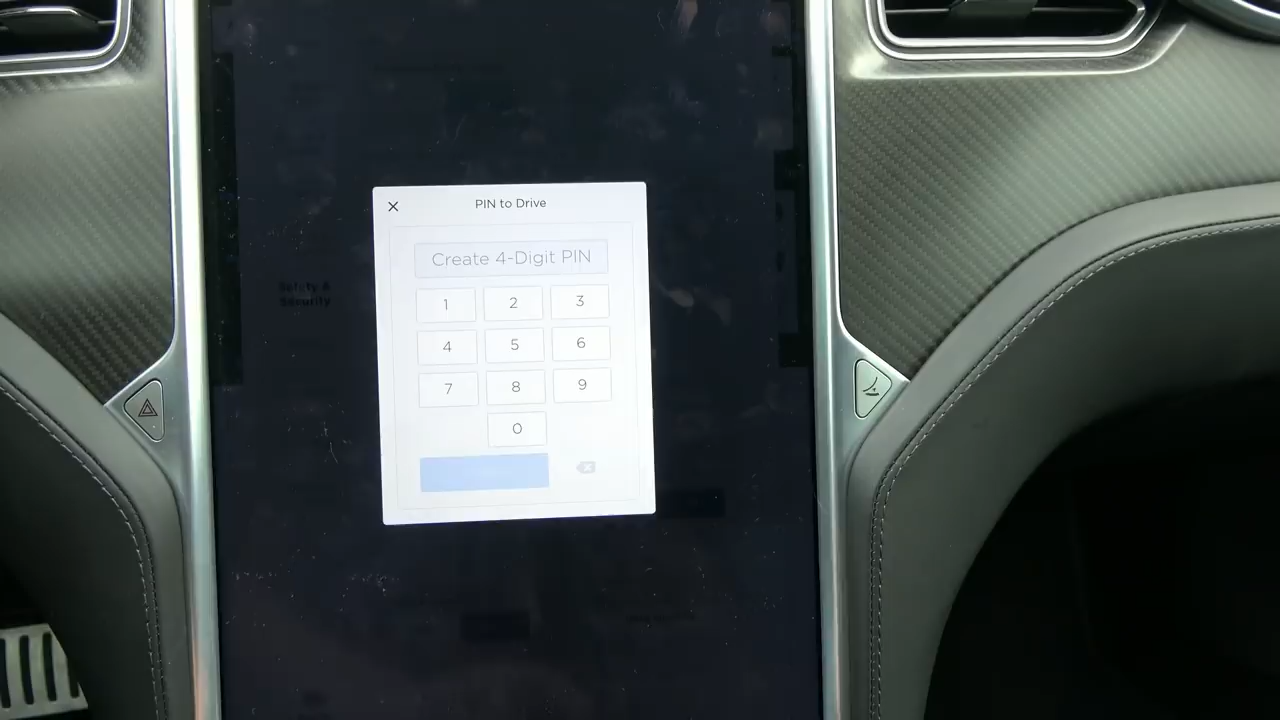 PIN to Drive
Create 4-Digit PIN
1 2 3
4 5 6
7 8 9
0
Safety &
Security